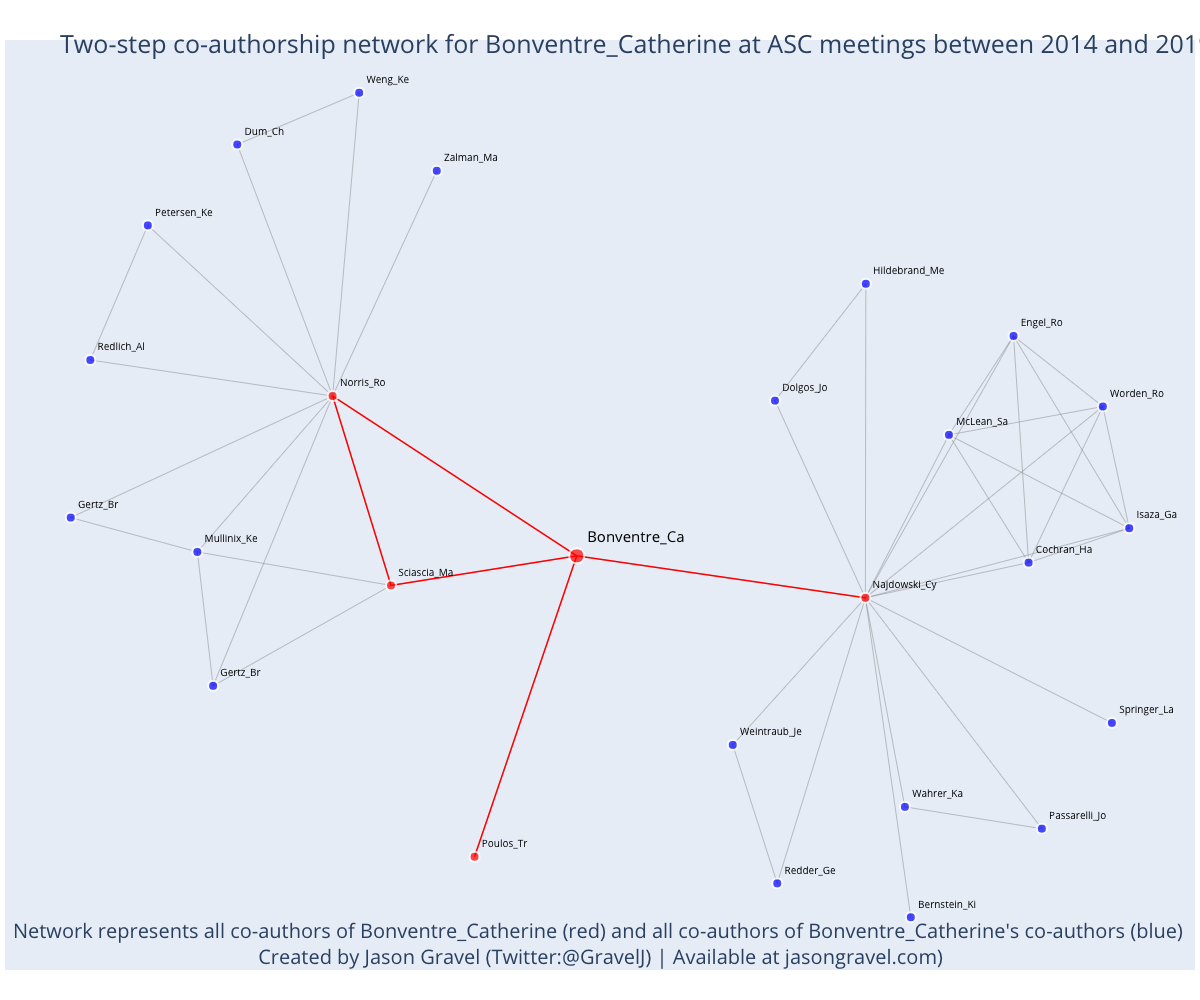 Two-step co-authorship network for Bonventre_Catherine at ASC meetings between 2014 and 201
Weng_Ke
Dum_Ch
Zalman_Ma
Petersen_Ke
Hildebrand_Me
Engel_Ro
Redlich_Al
Norris_Ro
Dolgos_Jo
Worden_Ro
McLean_Sa
Gertz_Br
Isaza_Ga
Mullinix_Ke
Bonventre_Ca
Cochran_Ha
Sciascia_Ma
Najdowski_Cy
Gertz_Br
Springer_La
Weintraub_Je
Wahrer_Ka
Passarelli_Jo
Poulos_Tr
Redder_Ge
Bernstein_Ki
Network represents all co-authors of Bonventre_Catherine (red) and all co-authors of Bonventre_Catherine's co-authors (blue)
Created by Jason Gravel (Twitter:@GravelJ) | Available at jasongravel.com)